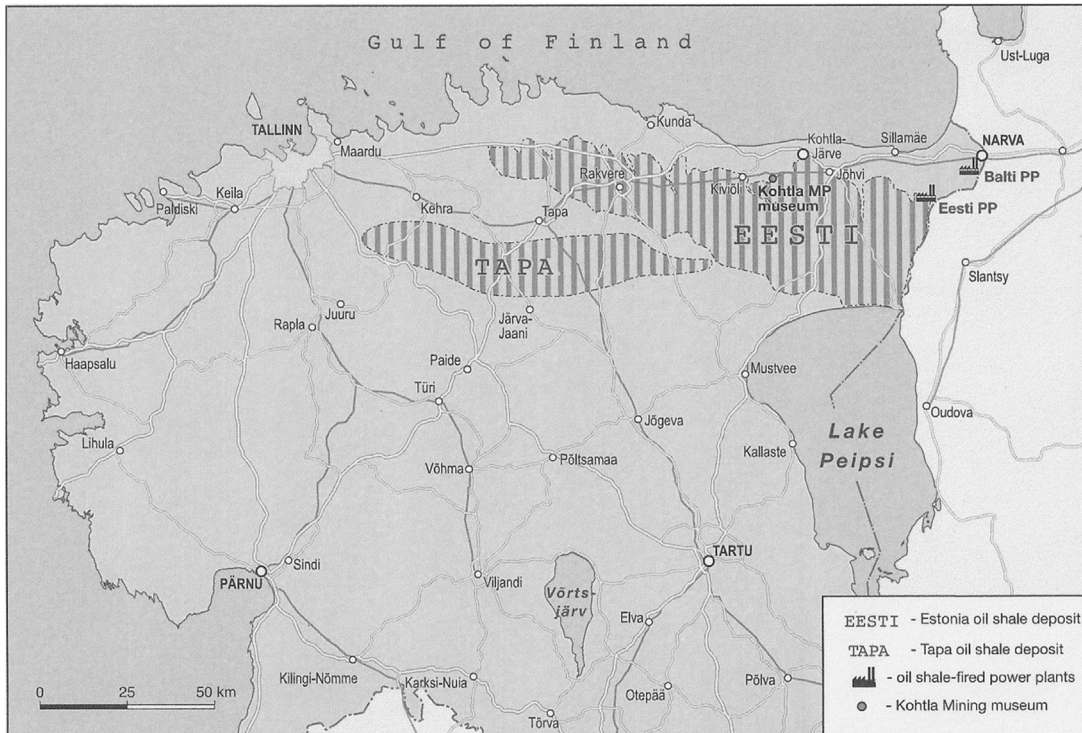 Gulf of Finland
Ust-Luga
TALLINN
Maardu
Kunda
Kohtla-
Järve
Sillamäe
NARVA
Balti PP
Paldiski
Keila
Kehra
Rakvere
Tapa
Kiviõli
Kohtla MP
museum
Jõhvi
Eesti PP
EESTI
TAPA
Slantsy
Juuru
Rapla
Järva-
Jaani
Haapsalu
Paide
Türi
Mustvee
Oudova
Jõgeva
Lihula
Võhma
Põltsamaa
Kallaste
Lake
Peipsi
PÄRNU
Sindi
Viljandi
Võrts-
järv
TARTU
Elva
Kilingi-Nõmme
Karksi-Nuia
Tõrva
Otepää
Põlva
0 25 50 km
EESTI - Estonia oil shale deposit
TAPA - Tapa oil shale deposit
- oil shale-fired power plants
- Kohtla Mining museum